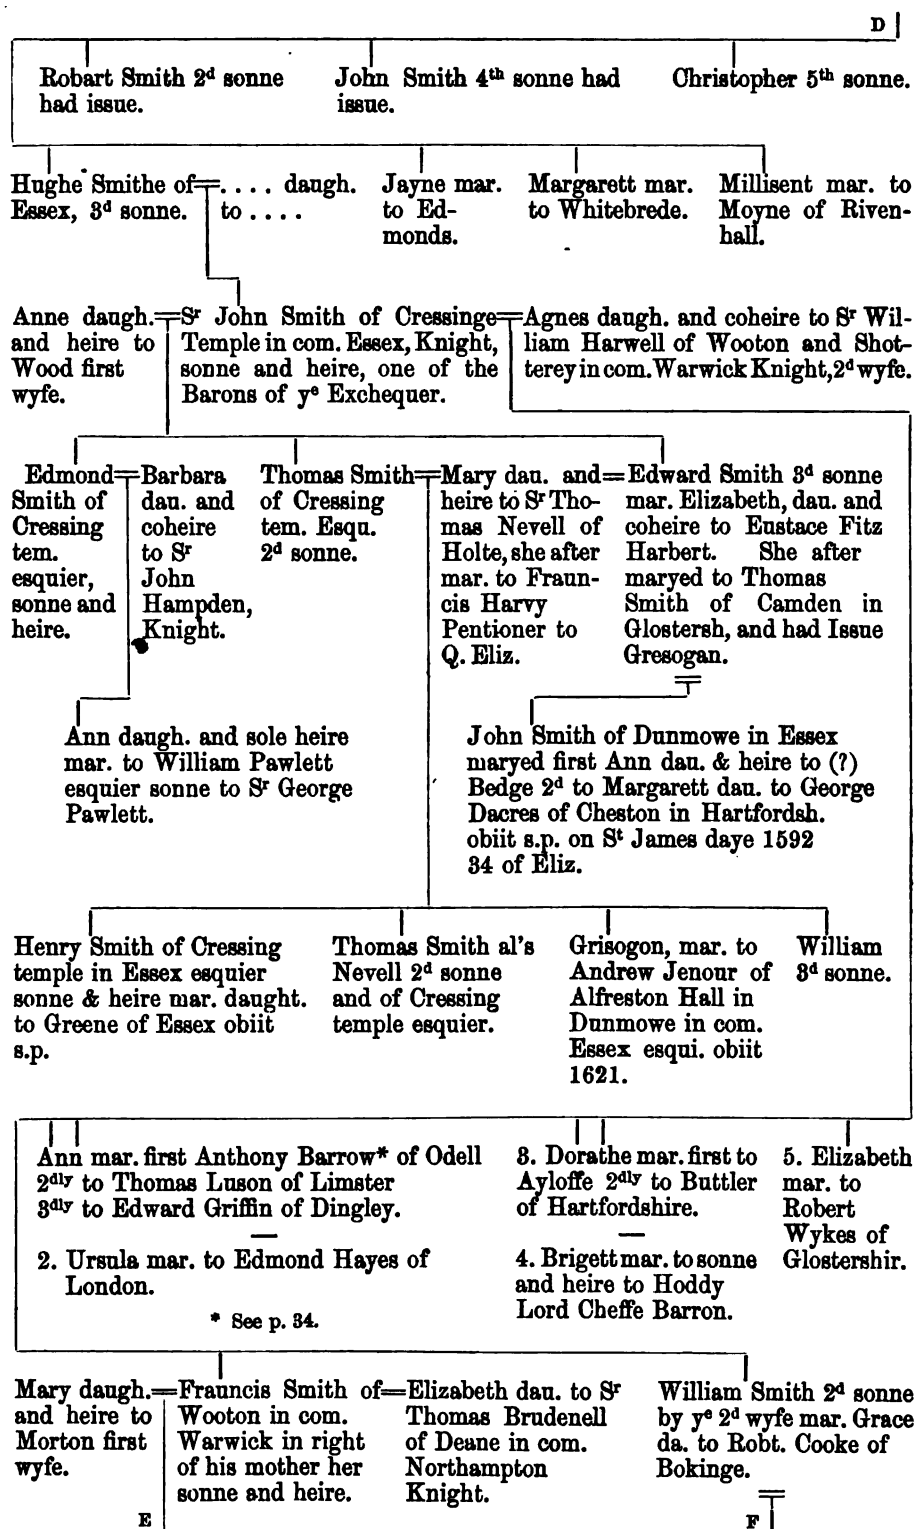 D
Robart Smith 2d sonne
had issue.
John Smith 4th sonne had
issue.
Christopher 5th sonne.
Hughe Smithe of
Essex, 3d sonne.
. . . . daugh.
to . . . .
Jayne mar.
to Ed-
monds.
Margarett mar.
to Whitebrede.
Millisent mar. to
Moyne of Riven-
hall.
Anne daugh.
and heire to
Wood first
wyfe.
Sr John Smith of Cressinge
Temple in com. Essex, Knight,
sonne and heire, one of the
Barons of ye Exchequer.
Agnes daugh. and coheire to Sr Wil-
liam Harwell of Wooton and Shot-
terey in com. Warwick Knight, 2d wyfe.
Edmond
Smith of
Cressing
tem.
esquier,
sonne and
heire.
Barbara
dau. and
coheire
to Sr
John
Hampden,
Knight.
Thomas Smith
of Cressing
tem. Esqu.
2d sonne.
Mary dau. and
heire to Sr Tho-
mas Nevell of
Holte, she after
mar. to Fraun-
cis Harvy
Pentioner to
Q. Eliz.
Edward Smith 3d sonne
mar. Elizabeth, dau. and
coheire to Eustace Fitz
Harbert. She after
maryed to Thomas
Smith of Camden in
Glostersh, and had Issue
Gresogan.
Ann daugh. and sole heire
mar. to William Pawlett
esquier sonne to Sr George
Pawlett.
John Smith of Dunmowe in Essex
maryed first Ann dau. & heire to (?)
Bedge 2d to Margarett dau. to George
Dacres of Cheston in Hartfordsh.
obiit s.p. on St James daye 1592
34 of Eliz.
Henry Smith of Cressing
temple in Essex esquier
sonne & heire mar. daught.
to Greene of Essex obiit
s.p.
Thomas Smith al's
Nevell 2d sonne
and of Cressing
temple esquier.
Grisogon, mar. to
Andrew Jenour of
Alfreston Hall in
Dunmowe in com.
Essex esqui. obiit
1621.
William
3d sonne.
Ann mar. first Anthony Barrow* of Odell
2dly to Thomas Luson of Limster
3dly to Edward Griffin of Dingley.
2. Ursula mar. to Edmond Hayes of
London.
* See p. 34.
3. Dorathe mar. first to
Ayloffe 2dly to Buttler
of Hartfordshire.
4. Brigett mar. to sonne
and heire to Hoddy
Lord Cheffe Barron.
5. Elizabeth
mar. to
Robert
Wykes of
Glostershir.
Mary daugh.
and heire to
Morton first
wyfe.
Frauncis Smith of
Wooton in com.
Warwick in right
of his mother her
sonne and heire.
Elizabeth dau. to Sr
Thomas Brudenell
of Deane in com.
Northampton
Knight.
William Smith 2d sonne
by ye 2d wyfe mar. Grace
da. to Robt. Cooke of
Bokinge.
E
F